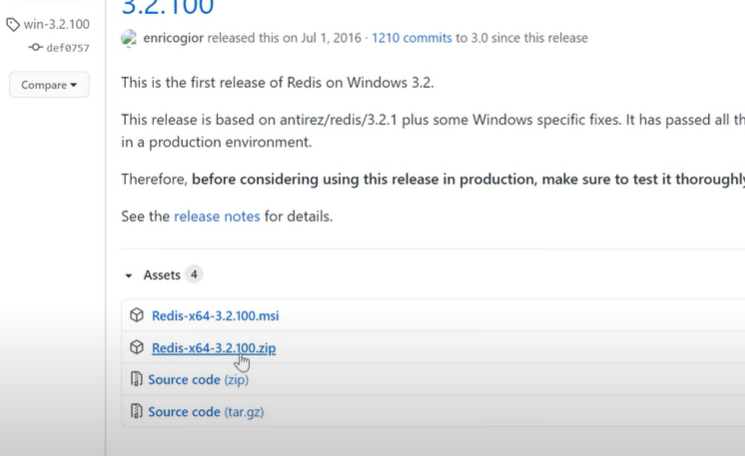 3.2.100
win-3.2.100
enricogior released this on Jul 1, 2016 · 1210 commits to 3.0 since this release
def0757
Compare
This is the first release of Redis on Windows 3.2.
This release is based on antirez/redis/3.2.1 plus some Windows specific fixes. It has passed all th
in a production environment.
Therefore, before considering using this release in production, make sure to test it thoroughly
See the release notes for details.
Assets 4
Redis-x64-3.2.100.msi
Redis-x64-3.2.100.zip
Source code (zip)
Source code (tar.gz)